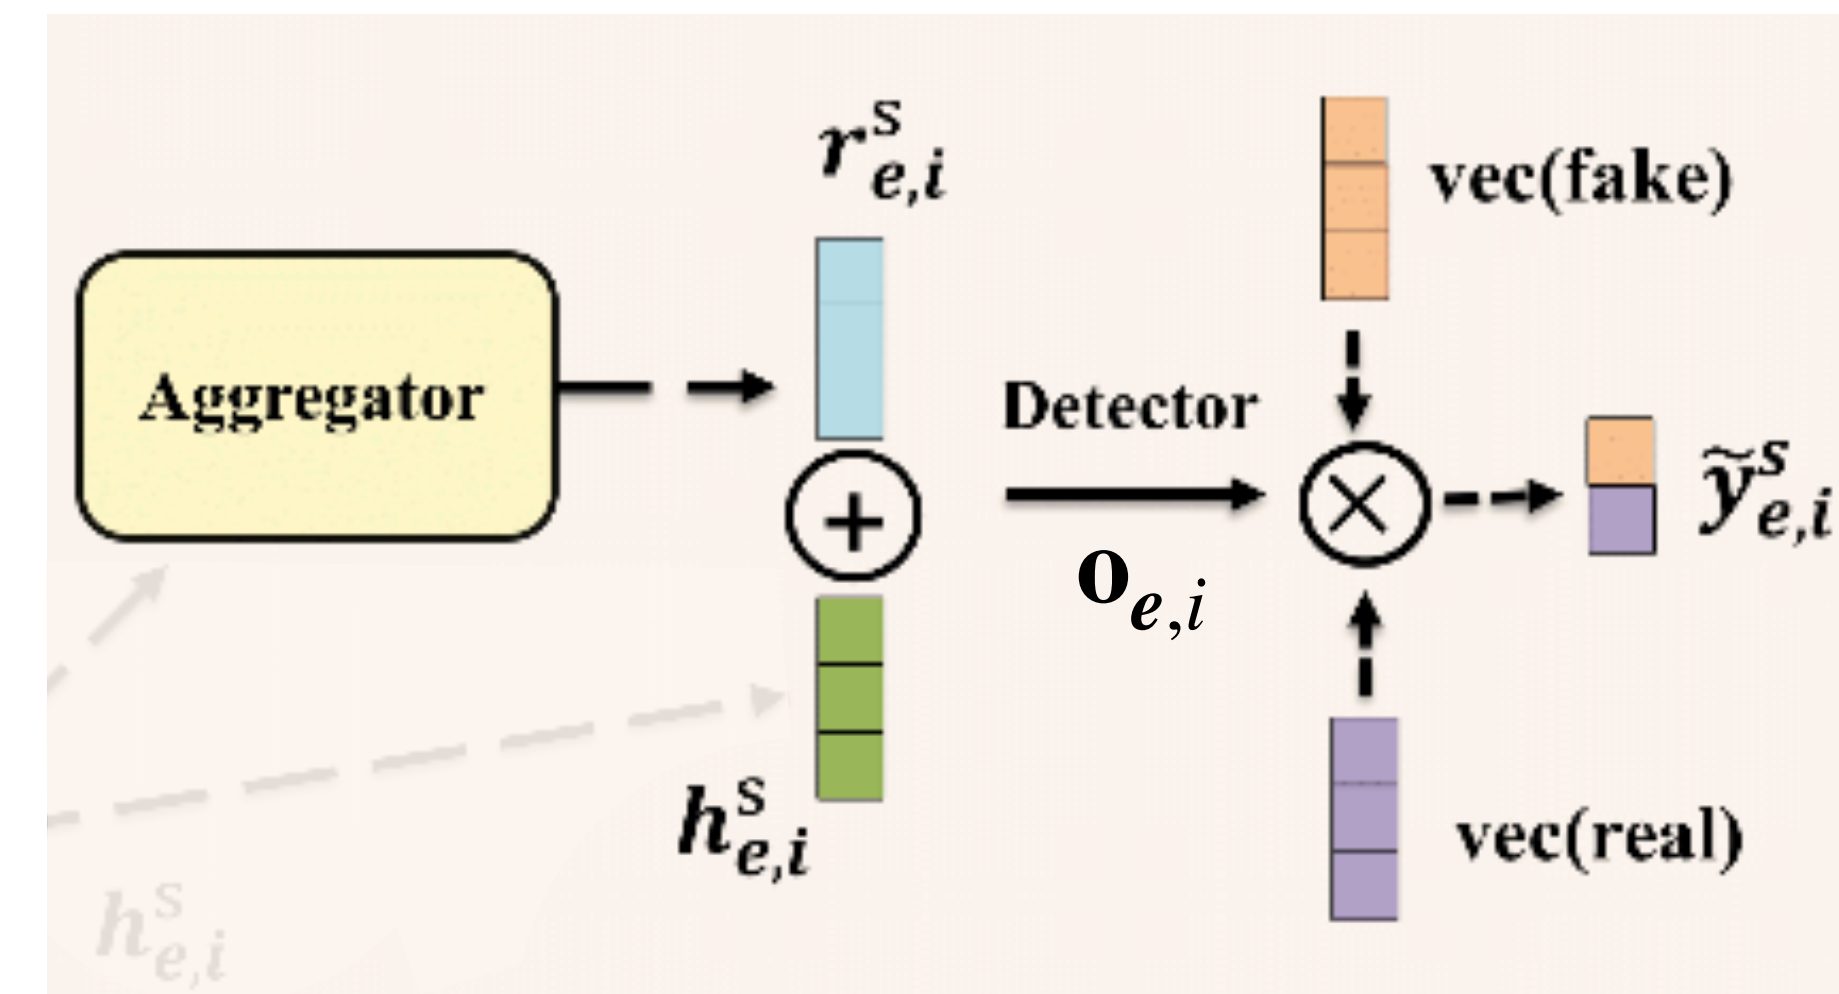 r^s_{e,i}
vec(fake)
Aggregator
Detector
ỹ^s_{e,i}
o_{e,i}
h^s_{e,i}
vec(real)
h^s_{e,i}